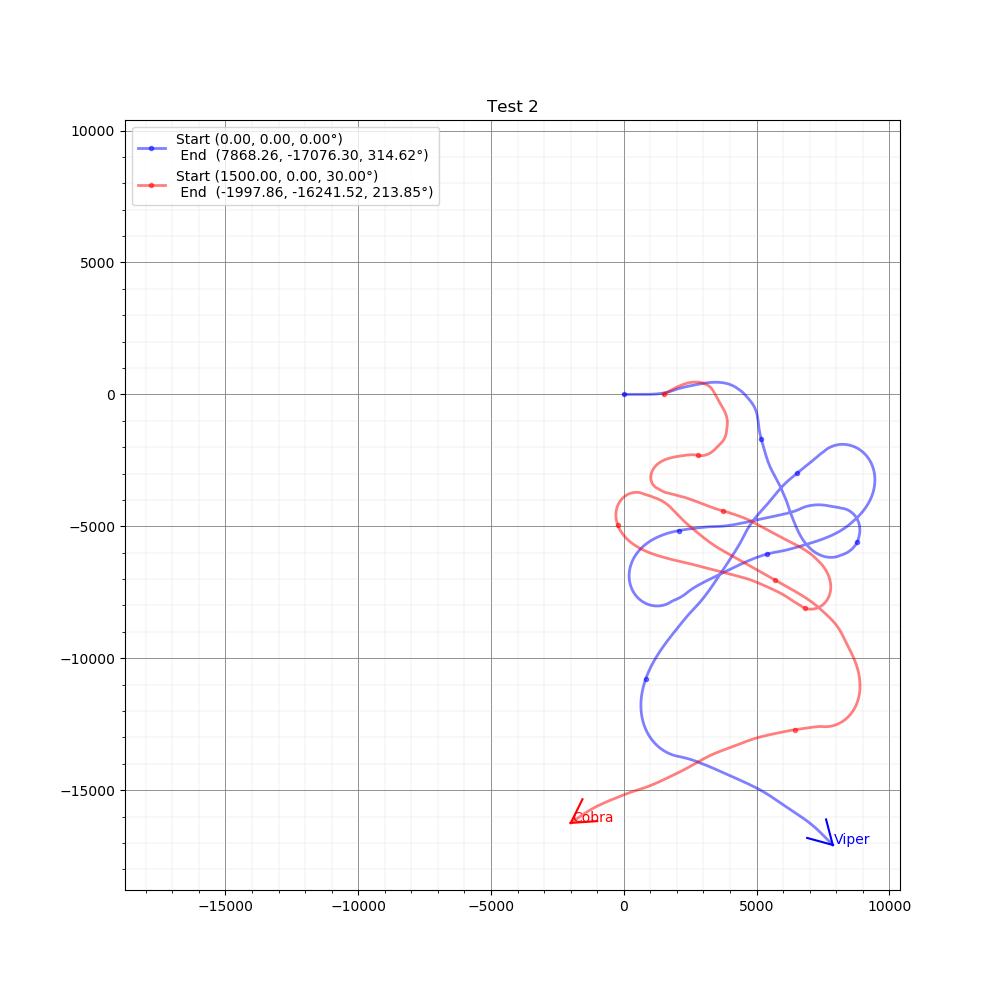 Test 2
Start (0.00, 0.00, 0.00°)
End (7868.26, -17076.30, 314.62°)
Start (1500.00, 0.00, 30.00°)
End (-1997.86, -16241.52, 213.85°)
10000
5000
0
−5000
−10000
−15000
Cobra
Viper
−15000 −10000 −5000 0 5000 10000